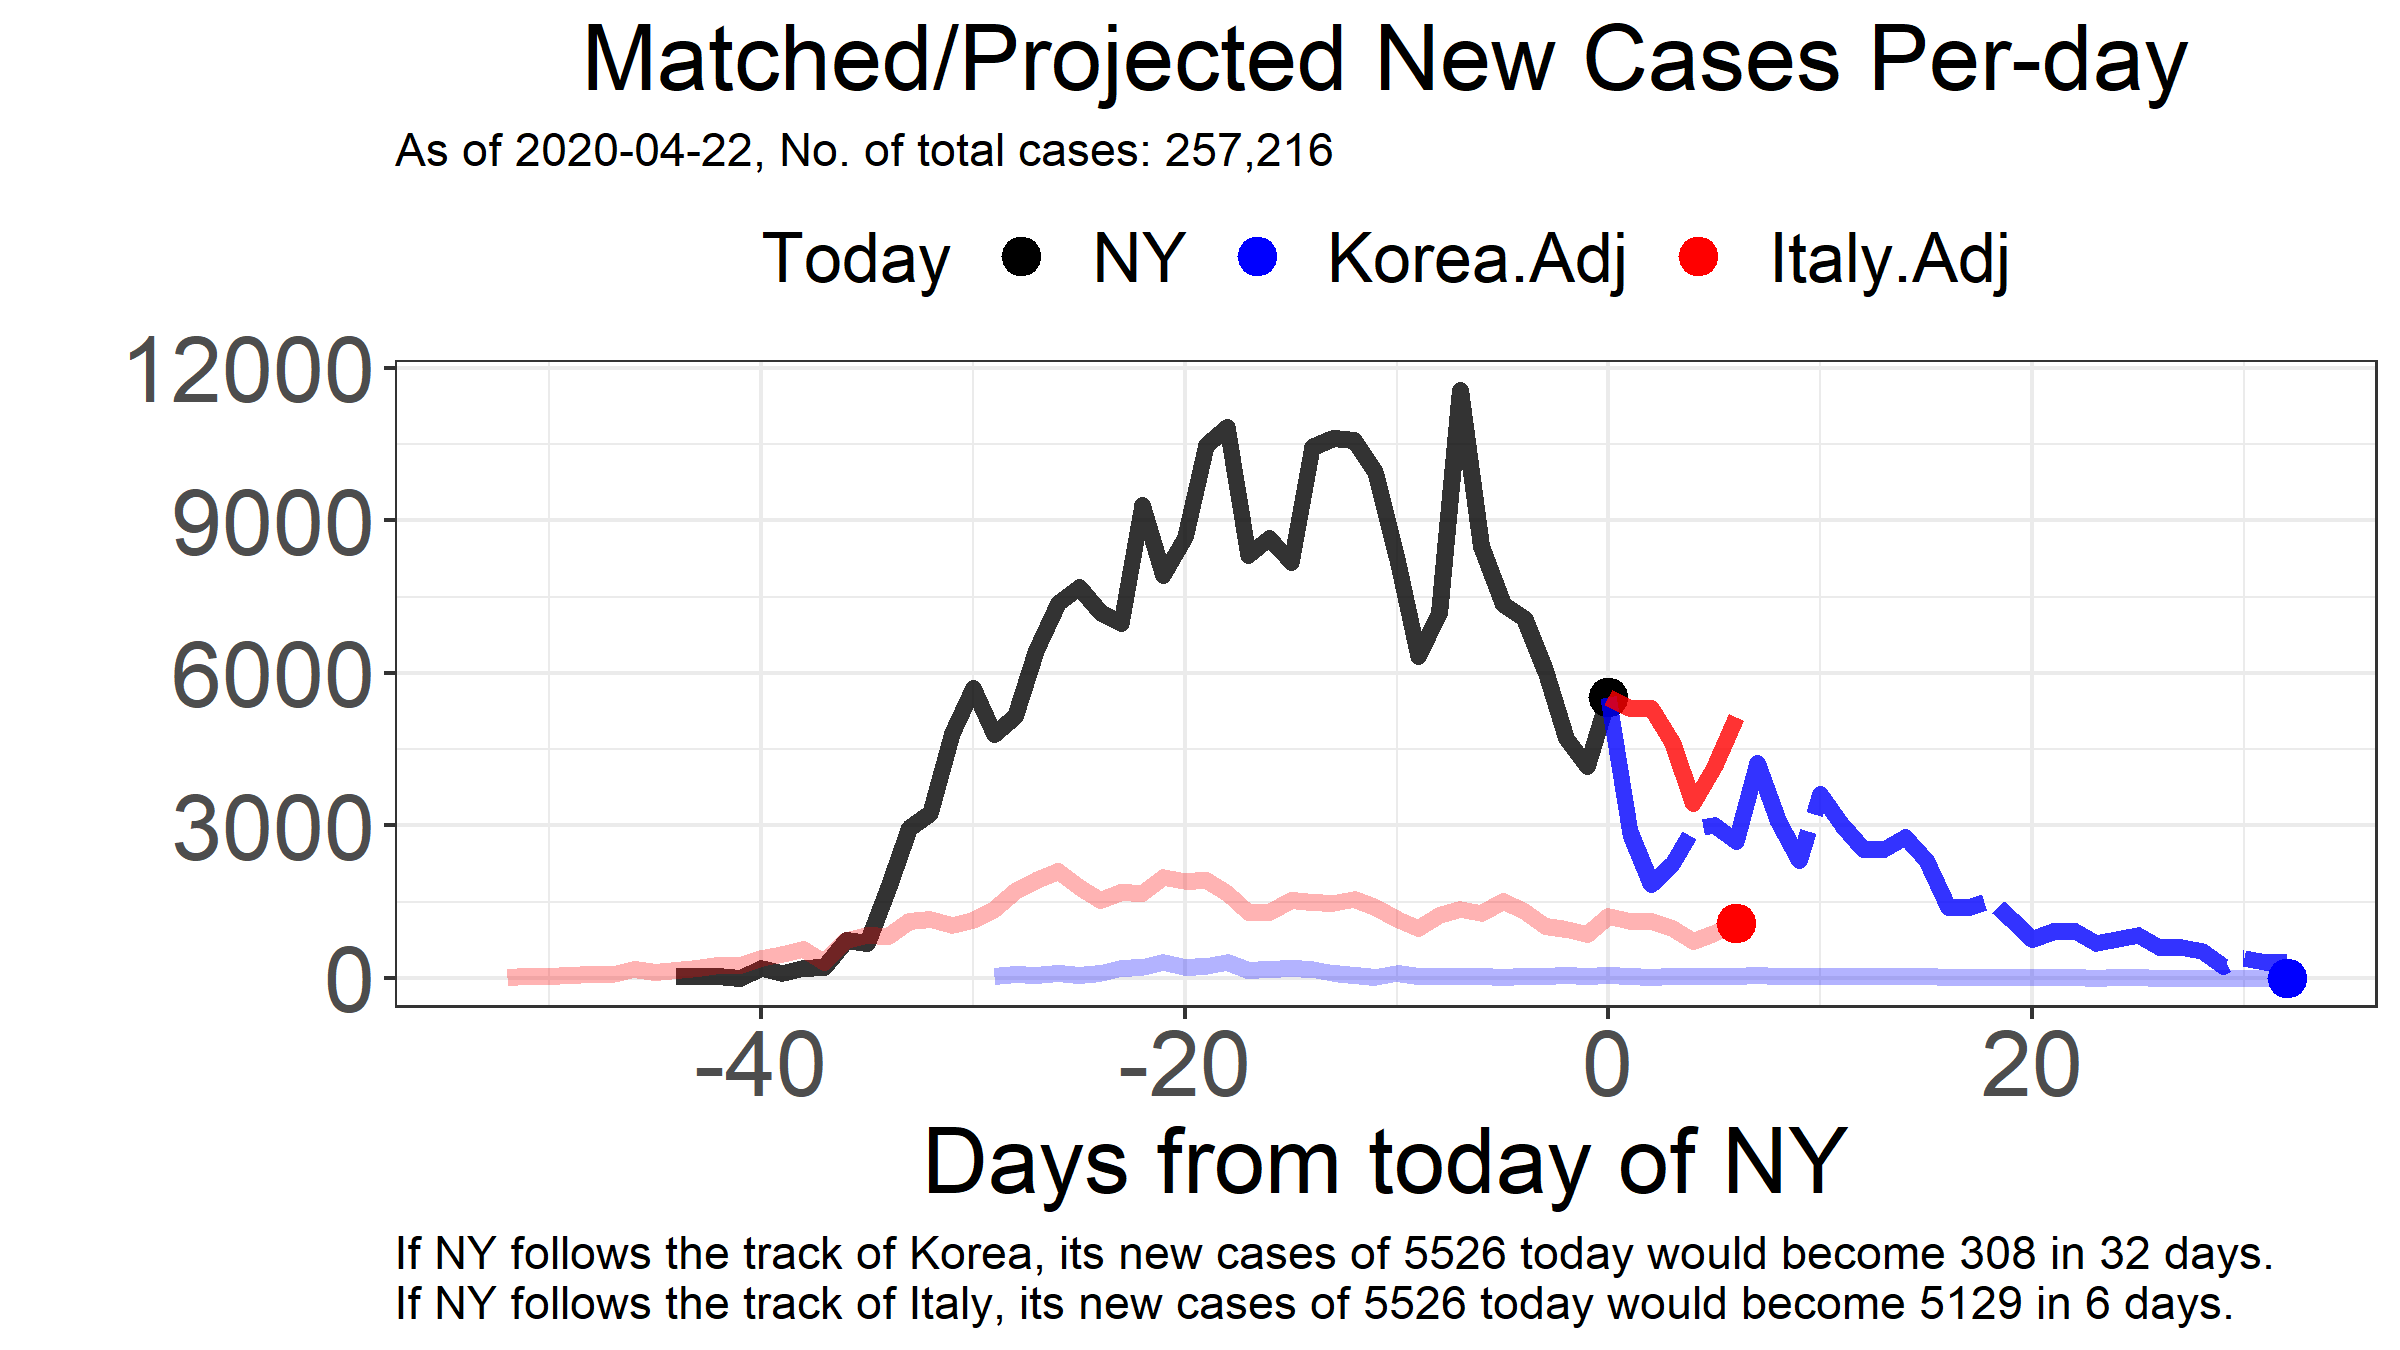 Matched/Projected New Cases Per-day
As of 2020-04-22, No. of total cases: 257,216
Today NY Korea.Adj Italy.Adj
12000
9000
6000
3000
0
-40 -20 0 20
Days from today of NY
If NY follows the track of Korea, its new cases of 5526 today would become 308 in 32 days.
If NY follows the track of Italy, its new cases of 5526 today would become 5129 in 6 days.